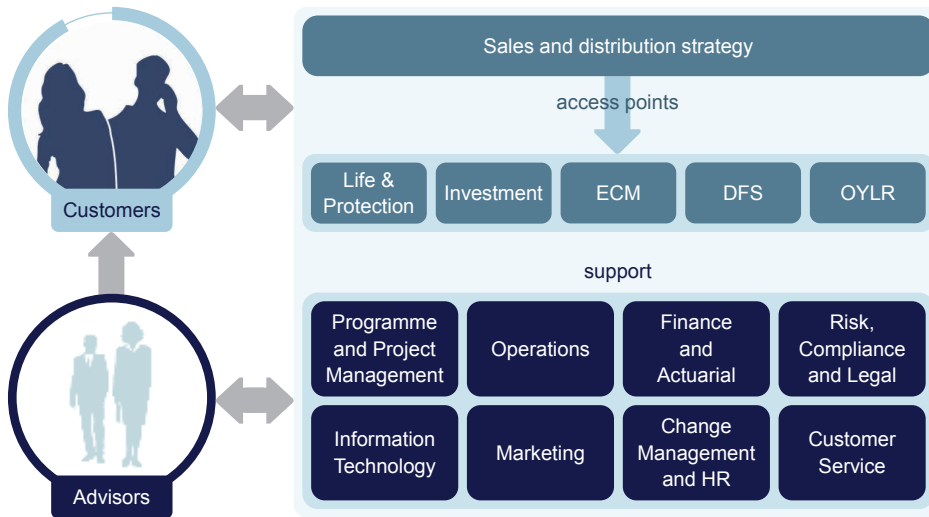 Sales and distribution strategy
access points
Life &
Protection
Investment
ECM
DFS
OYLR
Customers
support
Programme
and Project
Management
Operations
Finance
and
Actuarial
Risk,
Compliance
and Legal
Information
Technology
Marketing
Change
Management
and HR
Customer
Service
Advisors